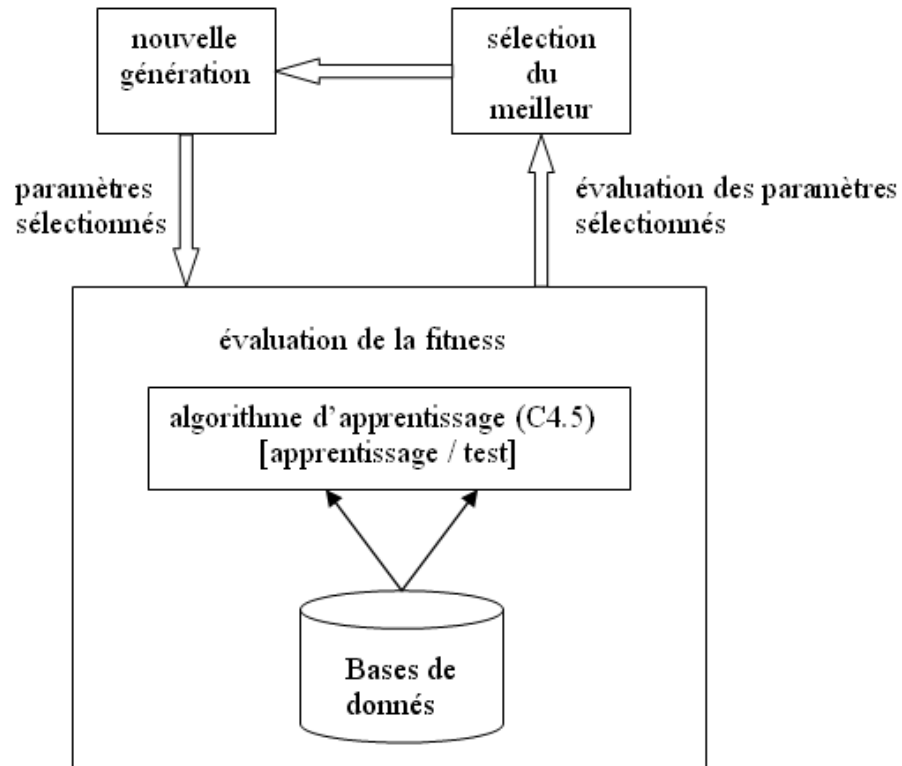 nouvelle
génération
sélection
du
meilleur
paramètres
sélectionnés
évaluation des paramètres
sélectionnés
évaluation de la fitness
algorithme d'apprentissage (C4.5)
[apprentissage / test]
Bases de
donnés